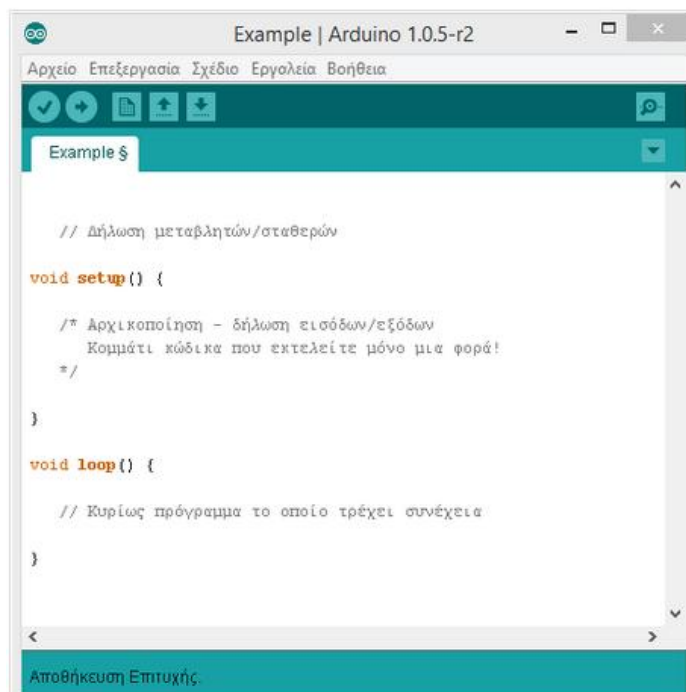 Example | Arduino 1.0.5-r2
Αρχείο Επεξεργασία Σχέδιο Εργαλεία Βοήθεια
Example §
// Δήλωση μεταβλητών/σταθερών
void setup() {
/* Αρχικοποίηση - δήλωση εισόδων/εξόδων
Κομμάτι κώδικα που εκτελείτε μόνο μια φορά!
*/
}
void loop() {
// Κυρίως πρόγραμμα το οποίο τρέχει συνέχεια
}
Αποθήκευση Επιτυχής.